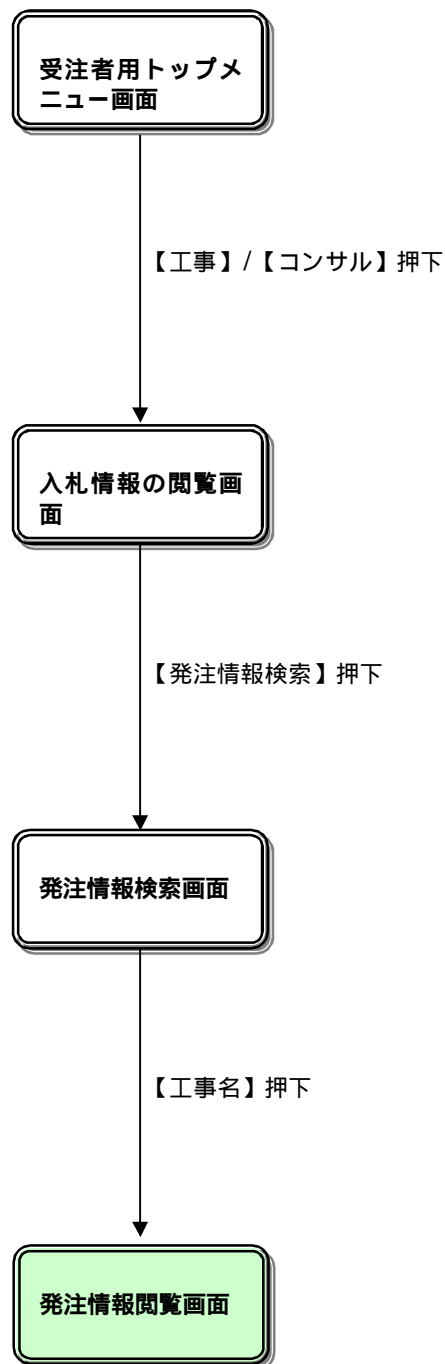 受注者用トップメ
ニュー画面
【工事】/【コンサル】押下
入札情報の閲覧画
面
【発注情報検索】押下
発注情報検索画面
【工事名】押下
発注情報閲覧画面